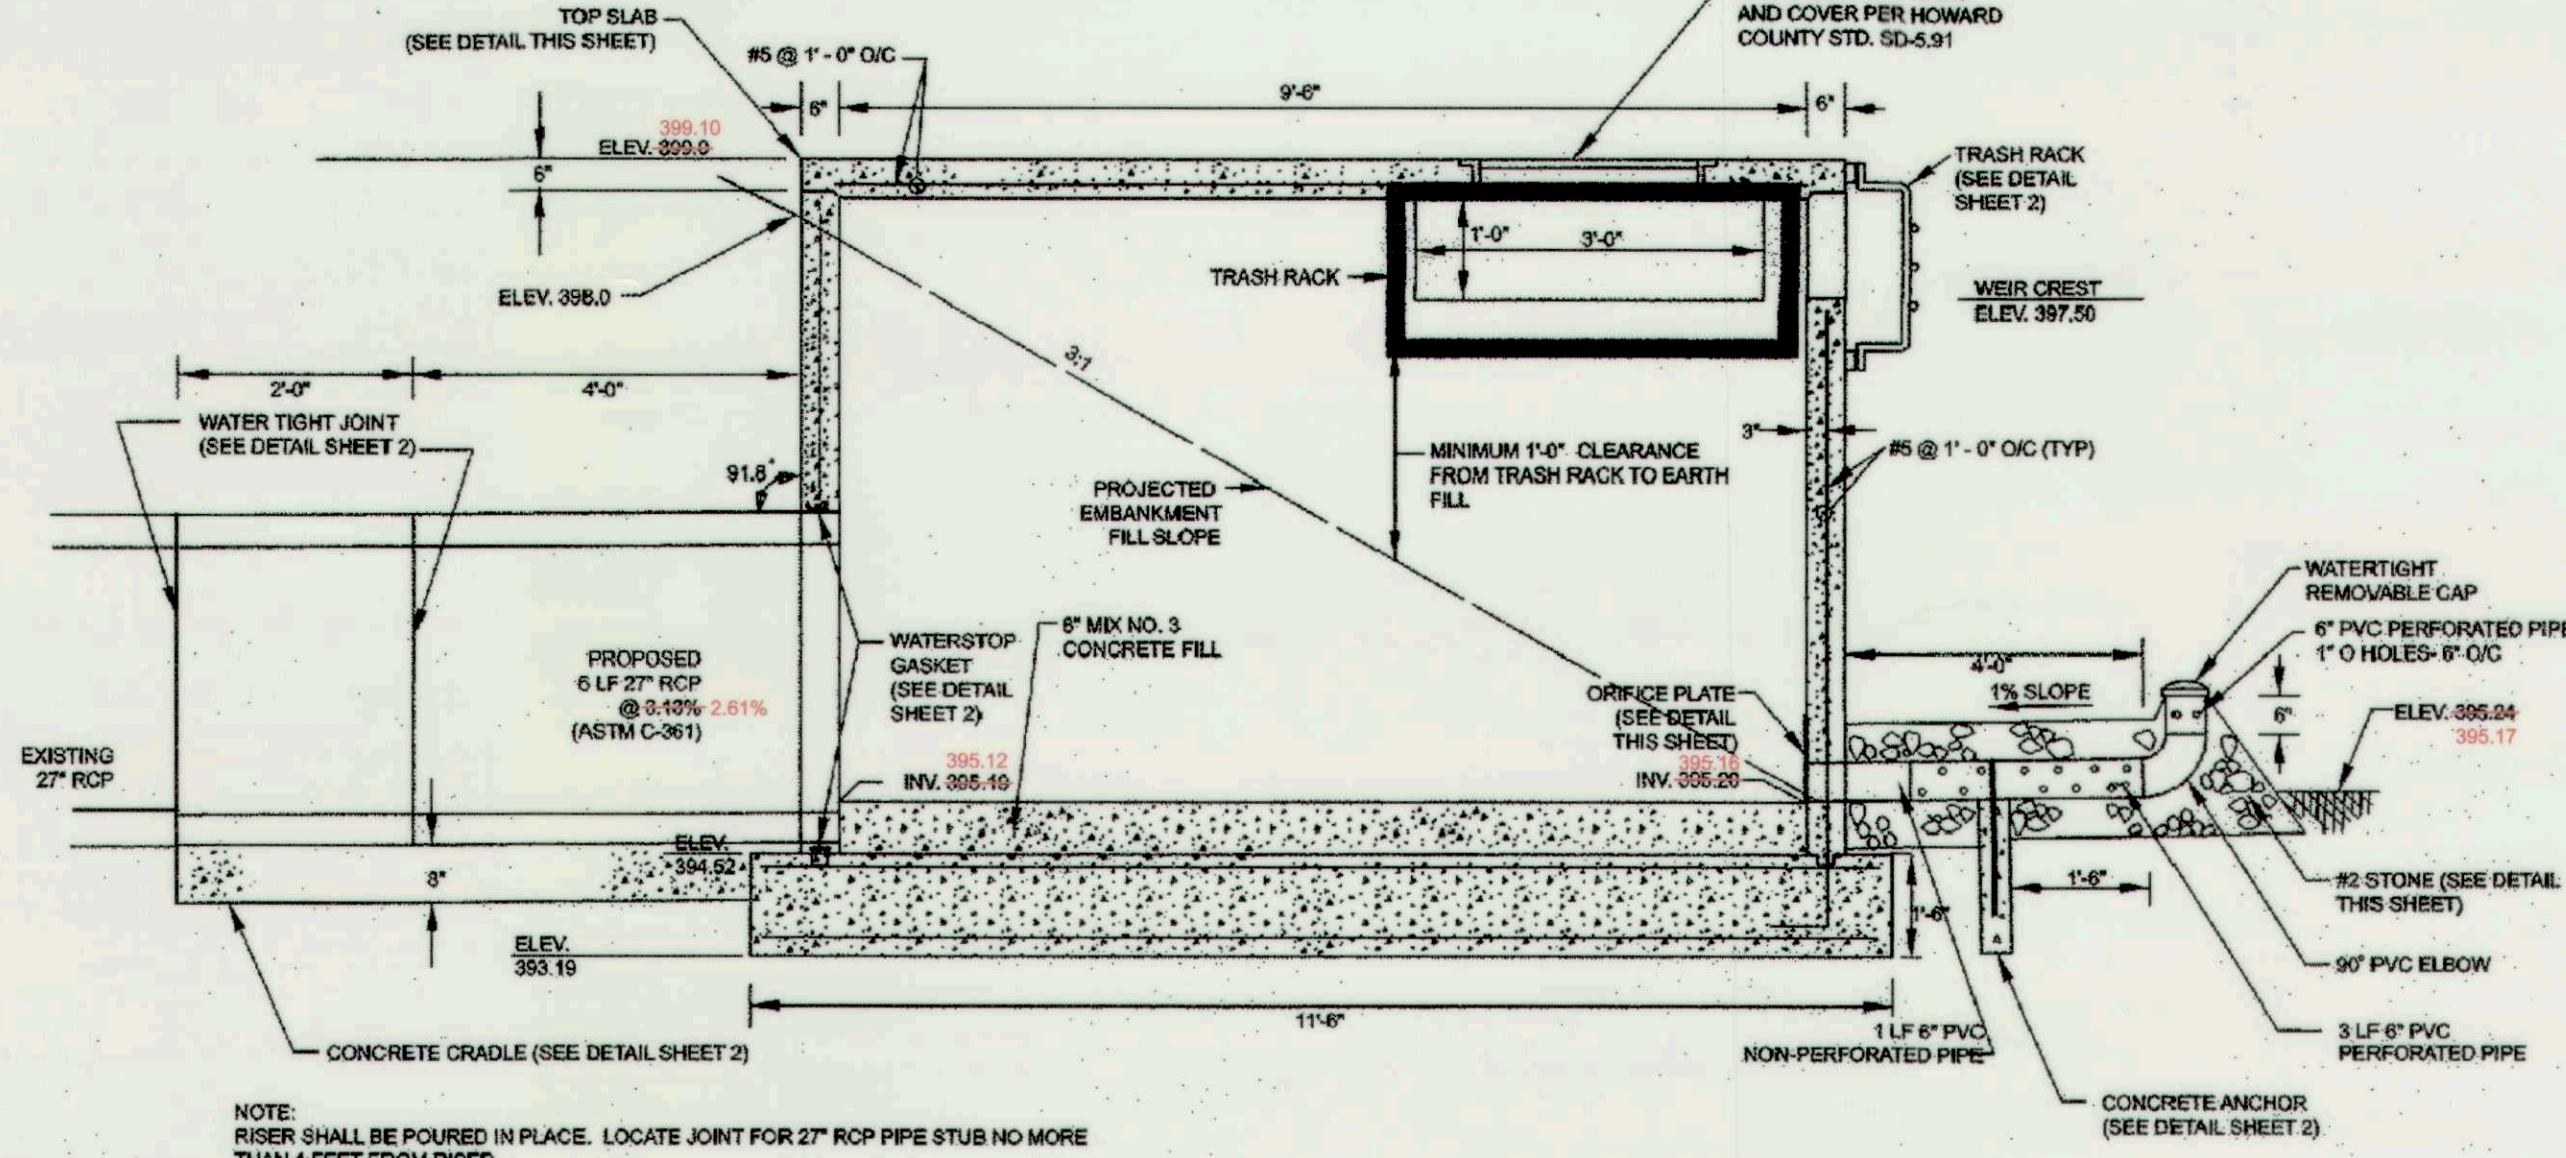 TOP SLAB
(SEE DETAIL THIS SHEET)
#5 @ 1' - 0" O/C
AND COVER PER HOWARD
COUNTY STD. SD-5.91
6"
9'-6"
6"
399.10
ELEV. 399.0
6"
TRASH RACK
(SEE DETAIL
SHEET 2)
1'-0"
3'-0"
TRASH RACK
ELEV. 398.0
WEIR CREST
ELEV. 397.50
3:1
2'-0"
4'-0"
WATER TIGHT JOINT
(SEE DETAIL SHEET 2)
91.8°
3"
#5 @ 1' - 0" O/C (TYP)
MINIMUM 1'-0" CLEARANCE
FROM TRASH RACK TO EARTH
FILL
PROJECTED
EMBANKMENT
FILL SLOPE
WATERTIGHT
REMOVABLE CAP
6" PVC PERFORATED PIPE
1" O HOLES- 6" O/C
WATERSTOP
GASKET
(SEE DETAIL
SHEET 2)
6" MIX NO. 3
CONCRETE FILL
PROPOSED
6 LF 27" RCP
@ 3.13% 2.61%
(ASTM C-361)
4'-0"
1% SLOPE
6"
ELEV. 395.24
395.17
ORIFICE PLATE
(SEE DETAIL
THIS SHEET)
395.16
INV. 395.20
EXISTING
27" RCP
395.12
INV. 395.19
ELEV.
394.52
8"
1'-6"
1'-6"
#2 STONE (SEE DETAIL
THIS SHEET)
ELEV.
393.19
90° PVC ELBOW
11'-6"
1 LF 6" PVC
NON-PERFORATED PIPE
3 LF 6" PVC
PERFORATED PIPE
CONCRETE CRADLE (SEE DETAIL SHEET 2)
CONCRETE ANCHOR
(SEE DETAIL SHEET 2)
NOTE:
RISER SHALL BE POURED IN PLACE. LOCATE JOINT FOR 27" RCP PIPE STUB NO MORE
THAN 4 FEET FROM RISER